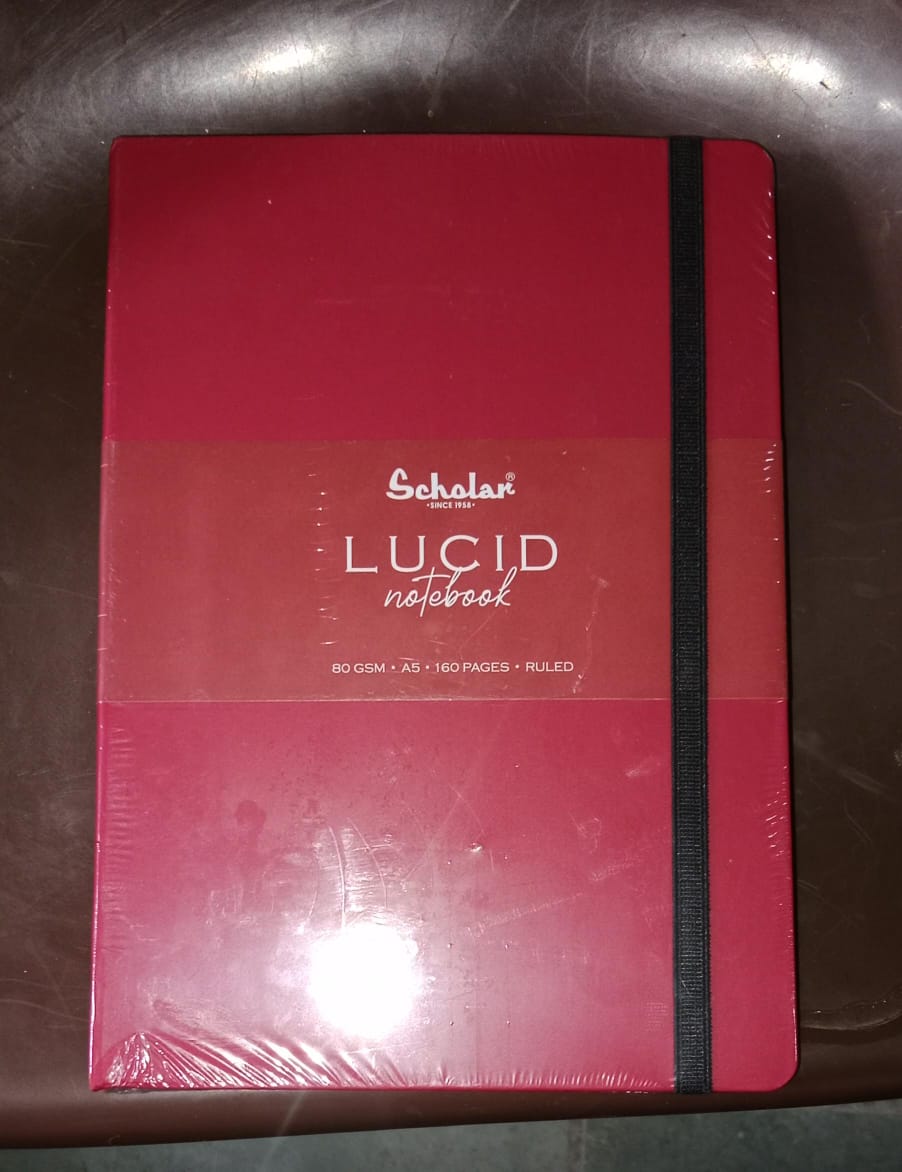 Scholar®
•SINCE 1958•
LUCID
notebook
80 GSM • A5 • 160 PAGES • RULED